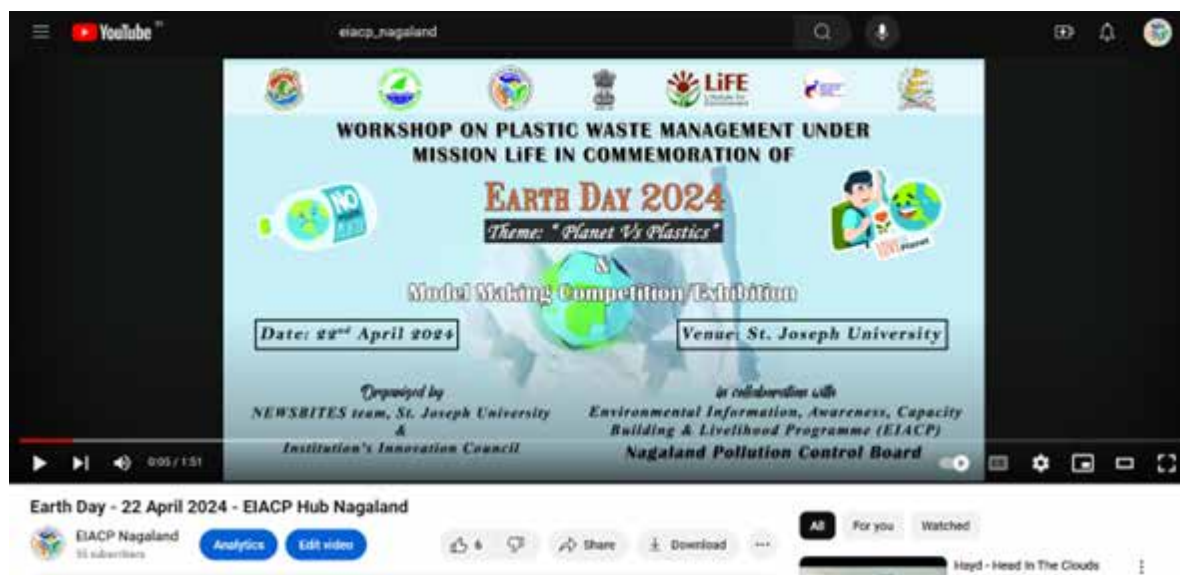 YouTube
eiacp_nagaland
LiFE
WORKSHOP ON PLASTIC WASTE MANAGEMENT UNDER
MISSION LiFE IN COMMEMORATION OF
EARTH DAY 2024
Theme: "Planet Vs Plastics"
&
Model Making Competition/Exhibition
NO
Date: 22nd April 2024
Venue: St. Joseph University
Organised by
NEWSBITES team, St. Joseph University
&
Institution's Innovation Council
in collaboration with
Environmental Information, Awareness, Capacity
Building & Livelihood Programme (EIACP)
Nagaland Pollution Control Board
0:05 / 1:51
Earth Day - 22 April 2024 - EIACP Hub Nagaland
EIACP Nagaland
subscribers
Analytics
Edit video
6
Share
Download
All
For you
Watched
Hayd - Head In The Clouds